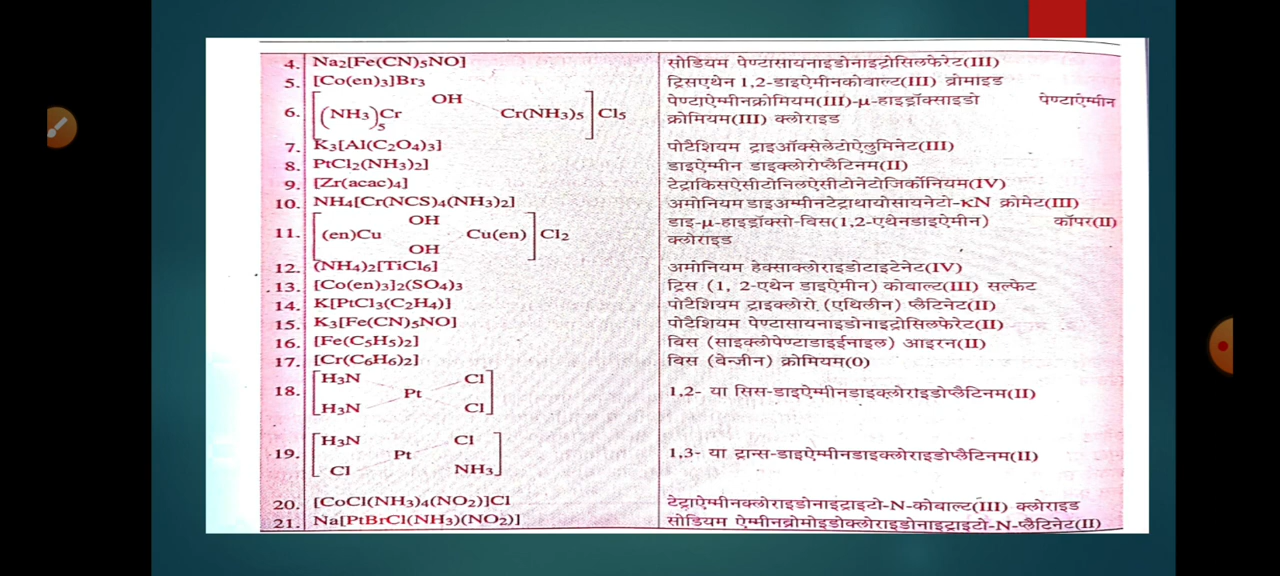 4. Na2[Fe(CN)5NO] सोडियम पेण्टासायनाइडोनाइट्रोसिलफेरेट(III)
5. [Co(en)3]Br3 ट्रिसएथेन 1,2-डाइऐमीनकोबाल्ट(III) ब्रोमाइड
6. [(NH3)5Cr OH Cr(NH3)5]Cl5 पेण्टाऐम्मीनक्रोमियम(III)-μ-हाइड्रॉक्साइडो पेण्टाऐम्मीन
क्रोमियम(III) क्लोराइड
7. K3[Al(C2O4)3] पोटैशियम ट्राइऑक्सेलेटोऐलुमिनेट(III)
8. PtCl2(NH3)2] डाइऐम्मीन डाइक्लोरोप्लैटिनम(II)
9. [Zr(acac)4] टेट्राकिसऐसीटोनिलऐसीटोनेटोजिर्कोनियम(IV)
10. NH4[Cr(NCS)4(NH3)2] अमोनियम डाइअम्मीनटेट्राथायोसायनेटो-κN क्रोमेट(III)
11. [(en)Cu OH OH Cu(en)]Cl2 डाइ-μ-हाइड्रॉक्सो-बिस(1,2-एथेनडाइऐमीन) कॉपर(II)
क्लोराइड
12. (NH4)2[TiCl6] अमोनियम हेक्साक्लोराइडोटाइटेनेट(IV)
13. [Co(en)3]2(SO4)3 ट्रिस (1, 2-एथेन डाइऐमीन) कोबाल्ट(III) सल्फेट
14. K[PtCl3(C2H4)] पोटैशियम ट्राइक्लोरो (एथिलीन) प्लैटिनेट(II)
15. K3[Fe(CN)5NO] पोटैशियम पेण्टासायनाइडोनाइट्रोसिलफेरेट(II)
16. [Fe(C5H5)2] बिस (साइक्लोपेण्टाडाइईनाइल) आइरन(II)
17. [Cr(C6H6)2] बिस (बेन्जीन) क्रोमियम(0)
18. [H3N Cl Pt H3N Cl] 1,2- या सिस-डाइऐम्मीनडाइक्लोराइडोप्लैटिनम(II)
19. [H3N Cl Pt Cl NH3] 1,3- या ट्रान्स-डाइऐम्मीनडाइक्लोराइडोप्लैटिनम(II)
20. [CoCl(NH3)4(NO2)]Cl टेट्राऐम्मीनक्लोराइडोनाइट्राइटो-N-कोबाल्ट(III) क्लोराइड
21. Na[PtBrCl(NH3)(NO2)] सोडियम ऐम्मीनब्रोमोइडोक्लोराइडोनाइट्राइटो-N-प्लैटिनेट(II)